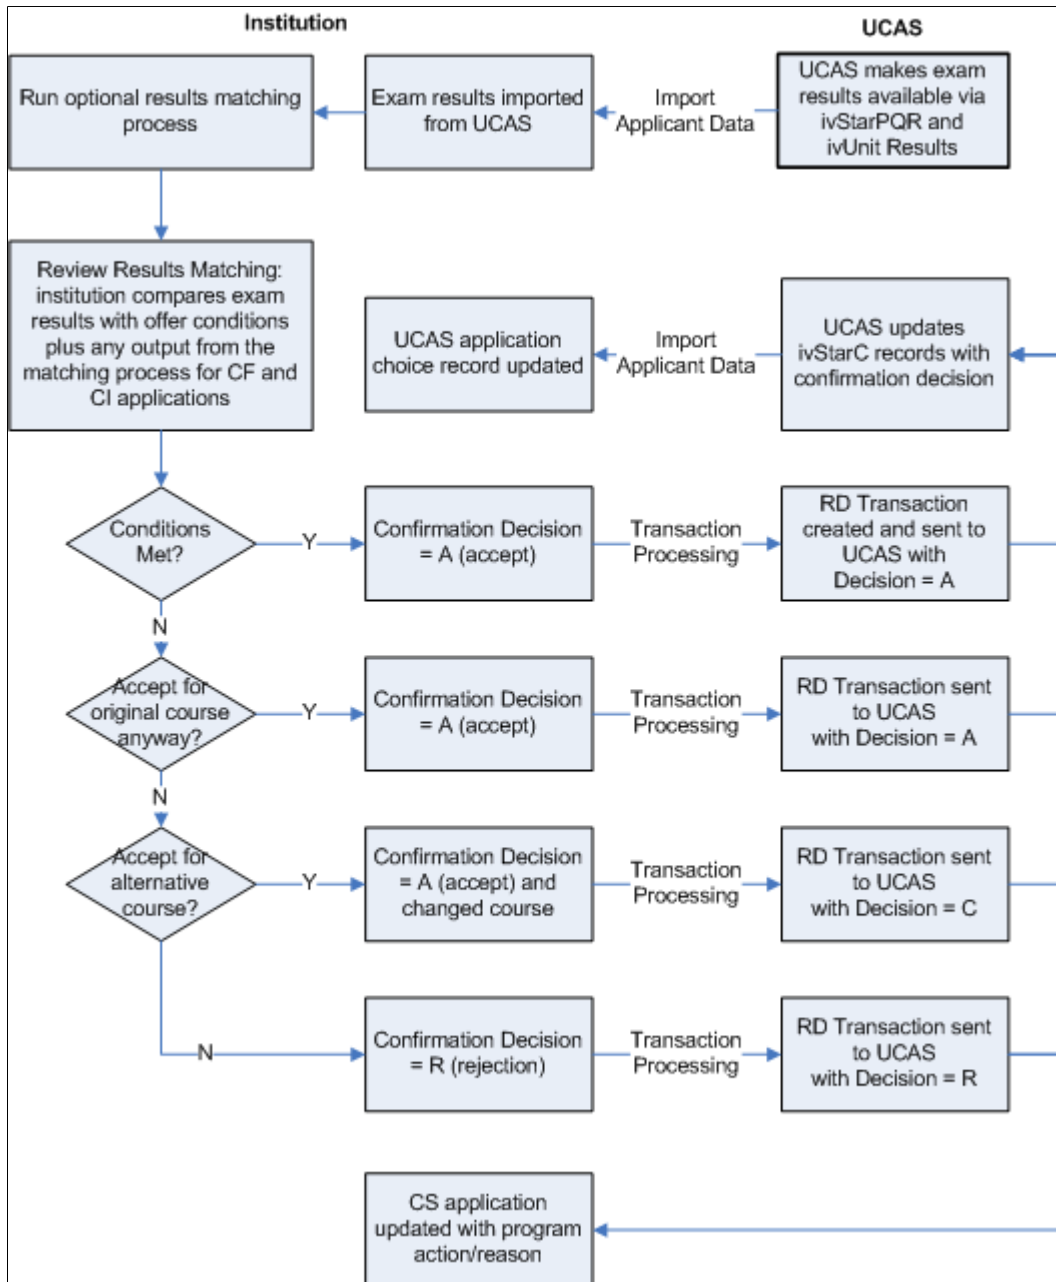 Institution
UCAS
Run optional results matching
process
Exam results imported
from UCAS
Import
Applicant Data
UCAS makes exam
results available via
ivStarPQR and
ivUnit Results
Review Results Matching:
institution compares exam
results with offer conditions
plus any output from the
matching process for CF and
CI applications
UCAS application
choice record updated
Import
Applicant Data
UCAS updates
ivStarC records with
confirmation decision
Conditions
Met?
Y
Confirmation Decision
= A (accept)
Transaction
Processing
RD Transaction
created and sent to
UCAS with
Decision = A
N
Accept for
original course
anyway?
Y
Confirmation Decision
= A (accept)
Transaction
Processing
RD Transaction sent
to UCAS
with Decision = A
N
Accept for
alternative
course?
Y
Confirmation Decision
= A (accept) and
changed course
Transaction
Processing
RD Transaction sent
to UCAS
with Decision = C
N
Confirmation Decision
= R (rejection)
Transaction
Processing
RD Transaction sent
to UCAS
with Decision = R
CS application
updated with program
action/reason